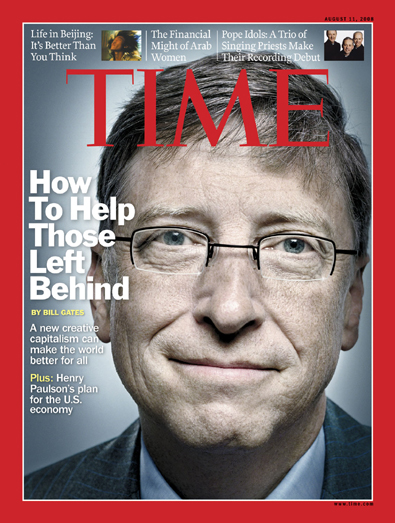 AUGUST 11, 2008
Life in Beijing:
It's Better Than
You Think
The Financial
Might of Arab
Women
Pope Idols: A Trio of
Singing Priests Make
Their Recording Debut
TIME
How
To Help
Those
Left
Behind
BY BILL GATES
A new creative
capitalism can
make the world
better for all
Plus: Henry
Paulson's plan
for the U.S.
economy
www.time.com